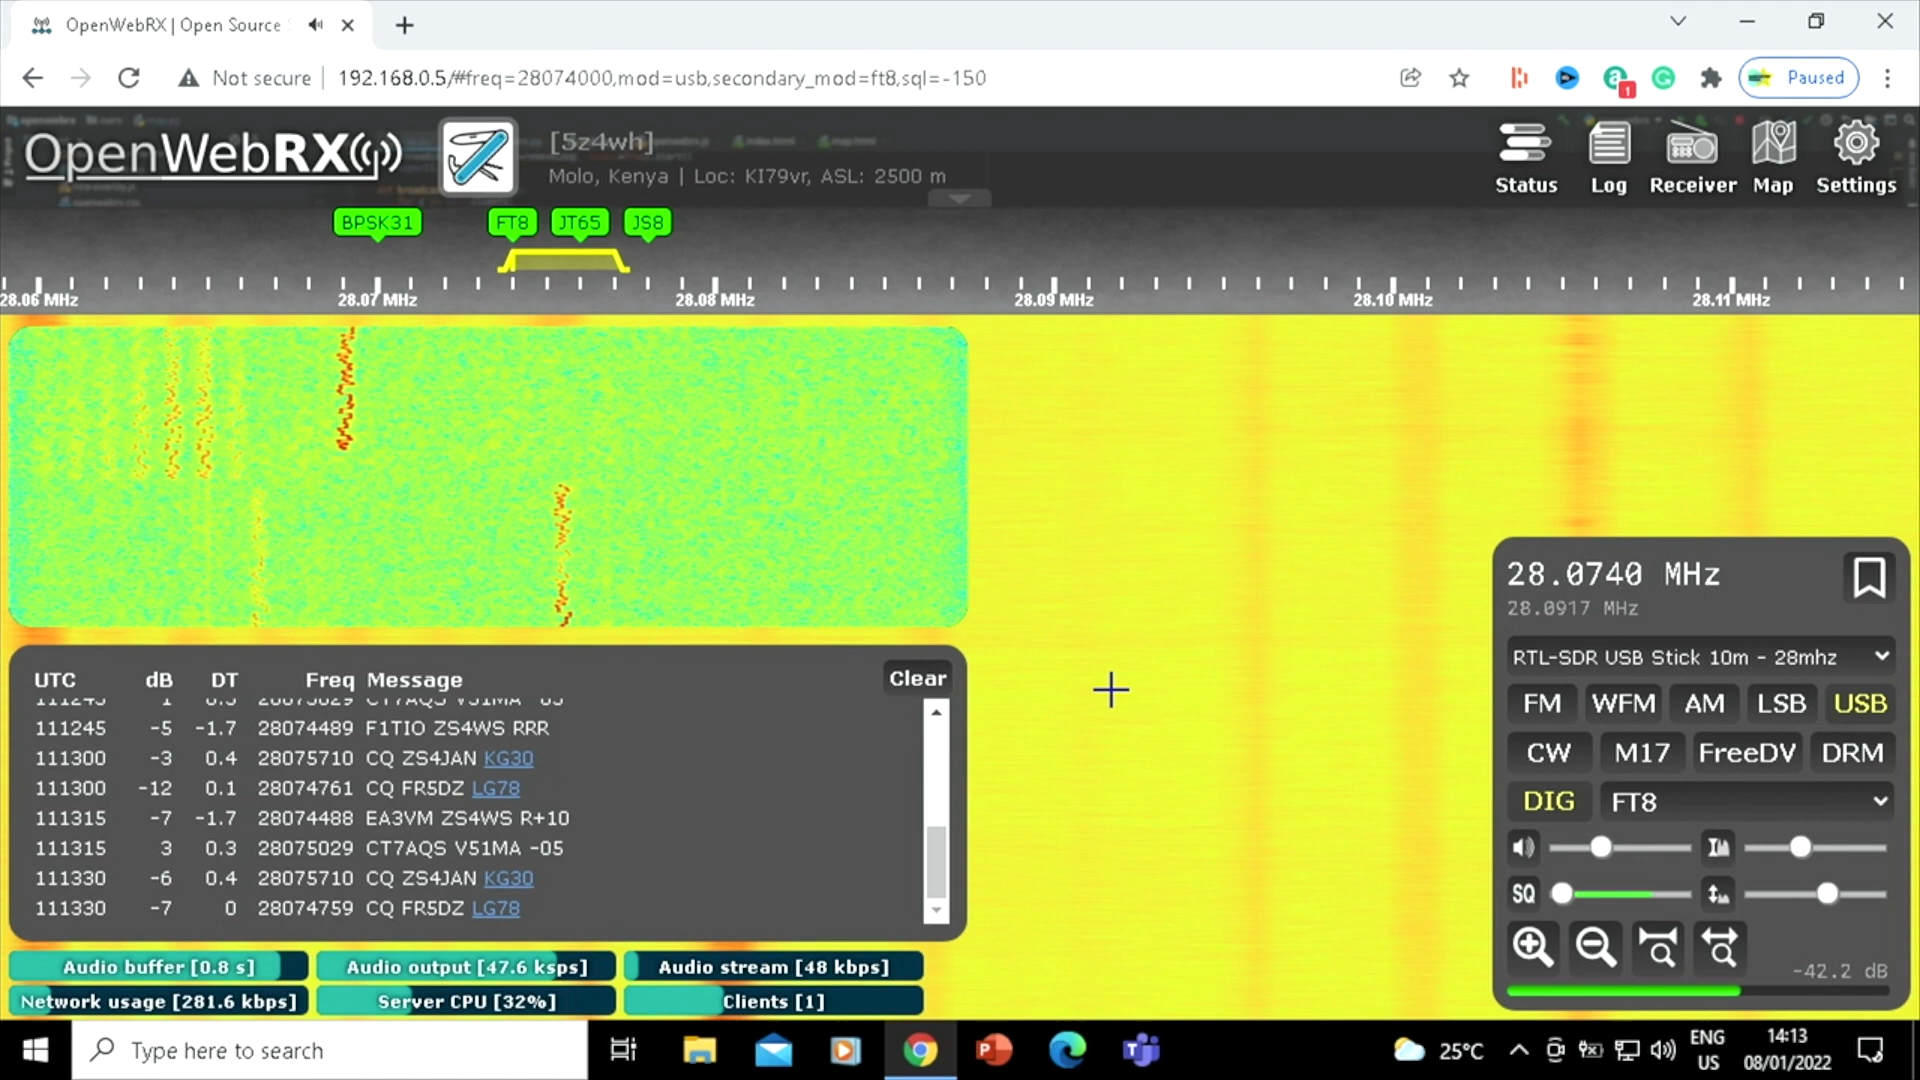 OpenWebRX | Open Source
Not secure | 192.168.0.5/#freq=28074000,mod=usb,secondary_mod=ft8,sql=-150
1
Paused
OpenWebRX
[5z4wh]
Molo, Kenya | Loc: KI79vr, ASL: 2500 m
Status Log Receiver Map Settings
BPSK31 FT8 JT65 JS8
28.06 MHz 28.07 MHz 28.08 MHz 28.09 MHz 28.10 MHz 28.11 MHz
UTC dB DT Freq Message Clear
111245 -5 -1.7 28074489 F1TIO ZS4WS RRR
111300 -3 0.4 28075710 CQ ZS4JAN KG30
111300 -12 0.1 28074761 CQ FR5DZ LG78
111315 -7 -1.7 28074488 EA3VM ZS4WS R+10
111315 3 0.3 28075029 CT7AQS V51MA -05
111330 -6 0.4 28075710 CQ ZS4JAN KG30
111330 -7 0 28074759 CQ FR5DZ LG78
Audio buffer [0.8 s] Audio output [47.6 ksps] Audio stream [48 kbps]
Network usage [281.6 kbps] Server CPU [32%] Clients [1]
28.0740 MHz
28.0917 MHz
RTL-SDR USB Stick 10m - 28mhz
FM WFM AM LSB USB
CW M17 FreeDV DRM
DIG FT8
SQ
-42.2 dB
Type here to search
25°C
ENG
US
14:13
08/01/2022